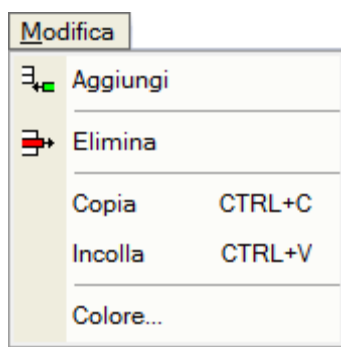 Modifica
Aggiungi
Elimina
Copia CTRL+C
Incolla CTRL+V
Colore...